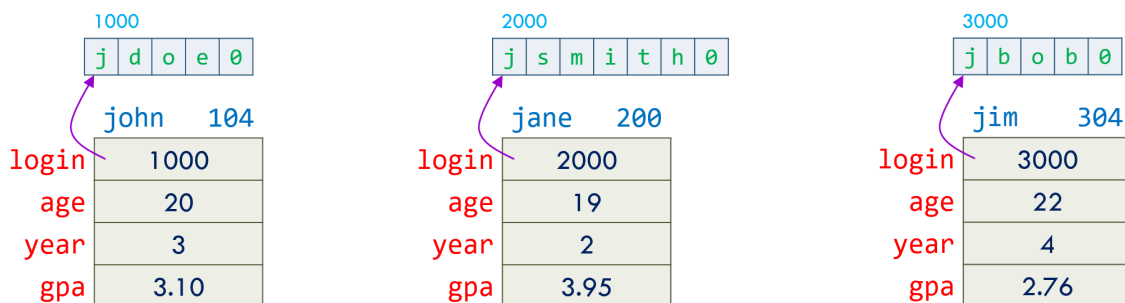 1000 2000 3000
j d o e 0 j s m i t h 0 j b o b 0
john 104 jane 200 jim 304
login 1000 login 2000 login 3000
age 20 age 19 age 22
year 3 year 2 year 4
gpa 3.10 gpa 3.95 gpa 2.76